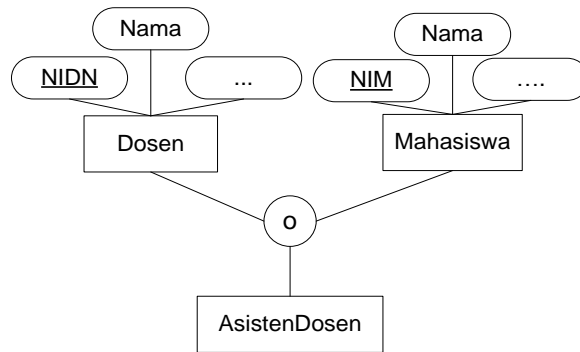 Nama
NIDN
...
Dosen
Nama
NIM
....
Mahasiswa
o
AsistenDosen